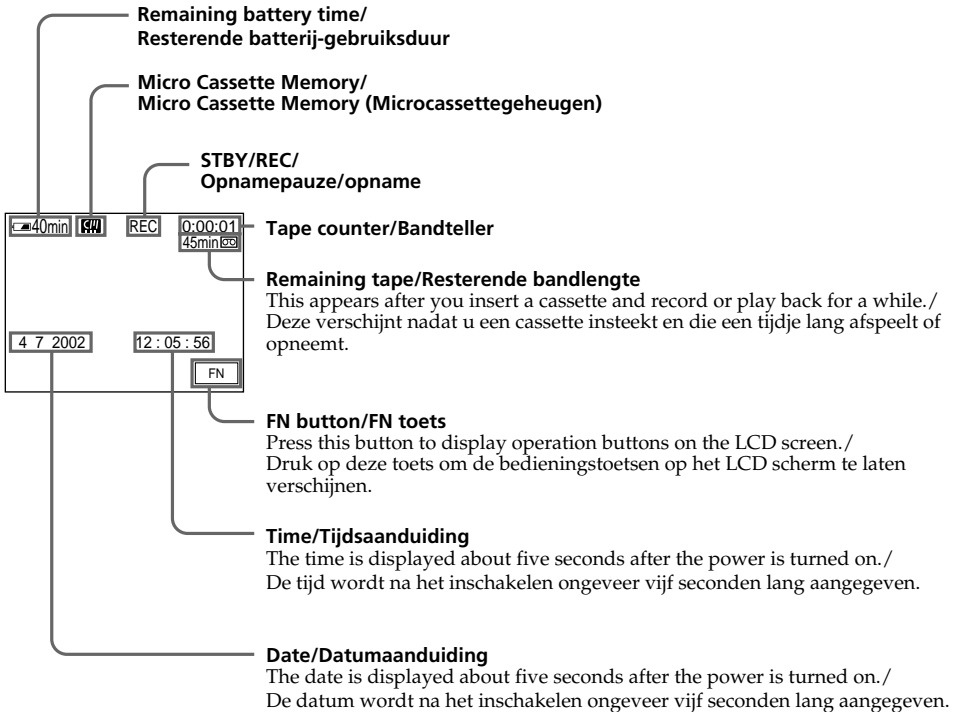 Remaining battery time/
Resterende batterij-gebruiksduur
Micro Cassette Memory/
Micro Cassette Memory (Microcassettegeheugen)
STBY/REC/
Opnamepauze/opname
40min REC 0:00:01
45min
4 7 2002 12 : 05 : 56
FN
Tape counter/Bandteller
Remaining tape/Resterende bandlengte
This appears after you insert a cassette and record or play back for a while./
Deze verschijnt nadat u een cassette insteekt en die een tijdje lang afspeelt of
opneemt.
FN button/FN toets
Press this button to display operation buttons on the LCD screen./
Druk op deze toets om de bedieningstoetsen op het LCD scherm te laten
verschijnen.
Time/Tijdsaanduiding
The time is displayed about five seconds after the power is turned on./
De tijd wordt na het inschakelen ongeveer vijf seconden lang aangegeven.
Date/Datumaanduiding
The date is displayed about five seconds after the power is turned on./
De datum wordt na het inschakelen ongeveer vijf seconden lang aangegeven.